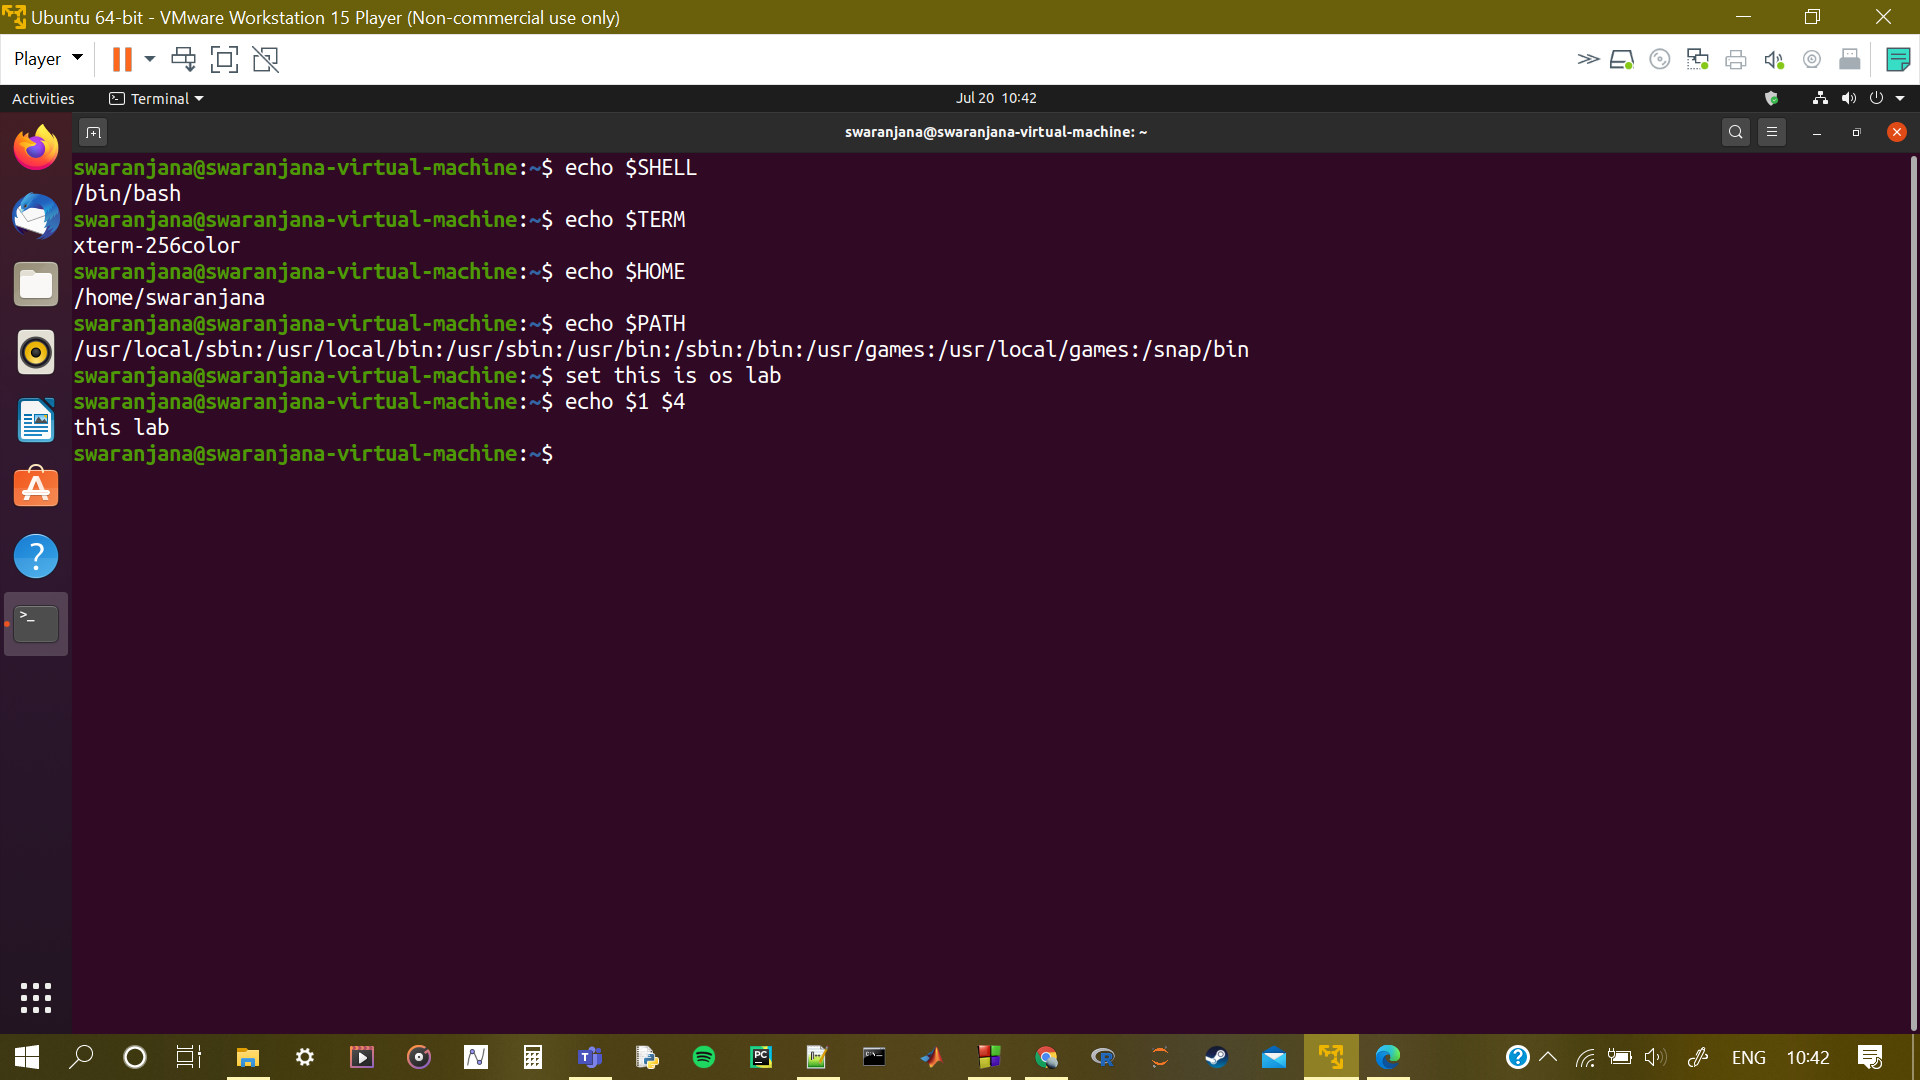 Ubuntu 64-bit - VMware Workstation 15 Player (Non-commercial use only)
Player
Activities
Terminal
Jul 20 10:42
swaranjana@swaranjana-virtual-machine: ~
swaranjana@swaranjana-virtual-machine:~$ echo $SHELL
/bin/bash
swaranjana@swaranjana-virtual-machine:~$ echo $TERM
xterm-256color
swaranjana@swaranjana-virtual-machine:~$ echo $HOME
/home/swaranjana
swaranjana@swaranjana-virtual-machine:~$ echo $PATH
/usr/local/sbin:/usr/local/bin:/usr/sbin:/usr/bin:/sbin:/bin:/usr/games:/usr/local/games:/snap/bin
swaranjana@swaranjana-virtual-machine:~$ set this is os lab
swaranjana@swaranjana-virtual-machine:~$ echo $1 $4
this lab
swaranjana@swaranjana-virtual-machine:~$
ENG
10:42